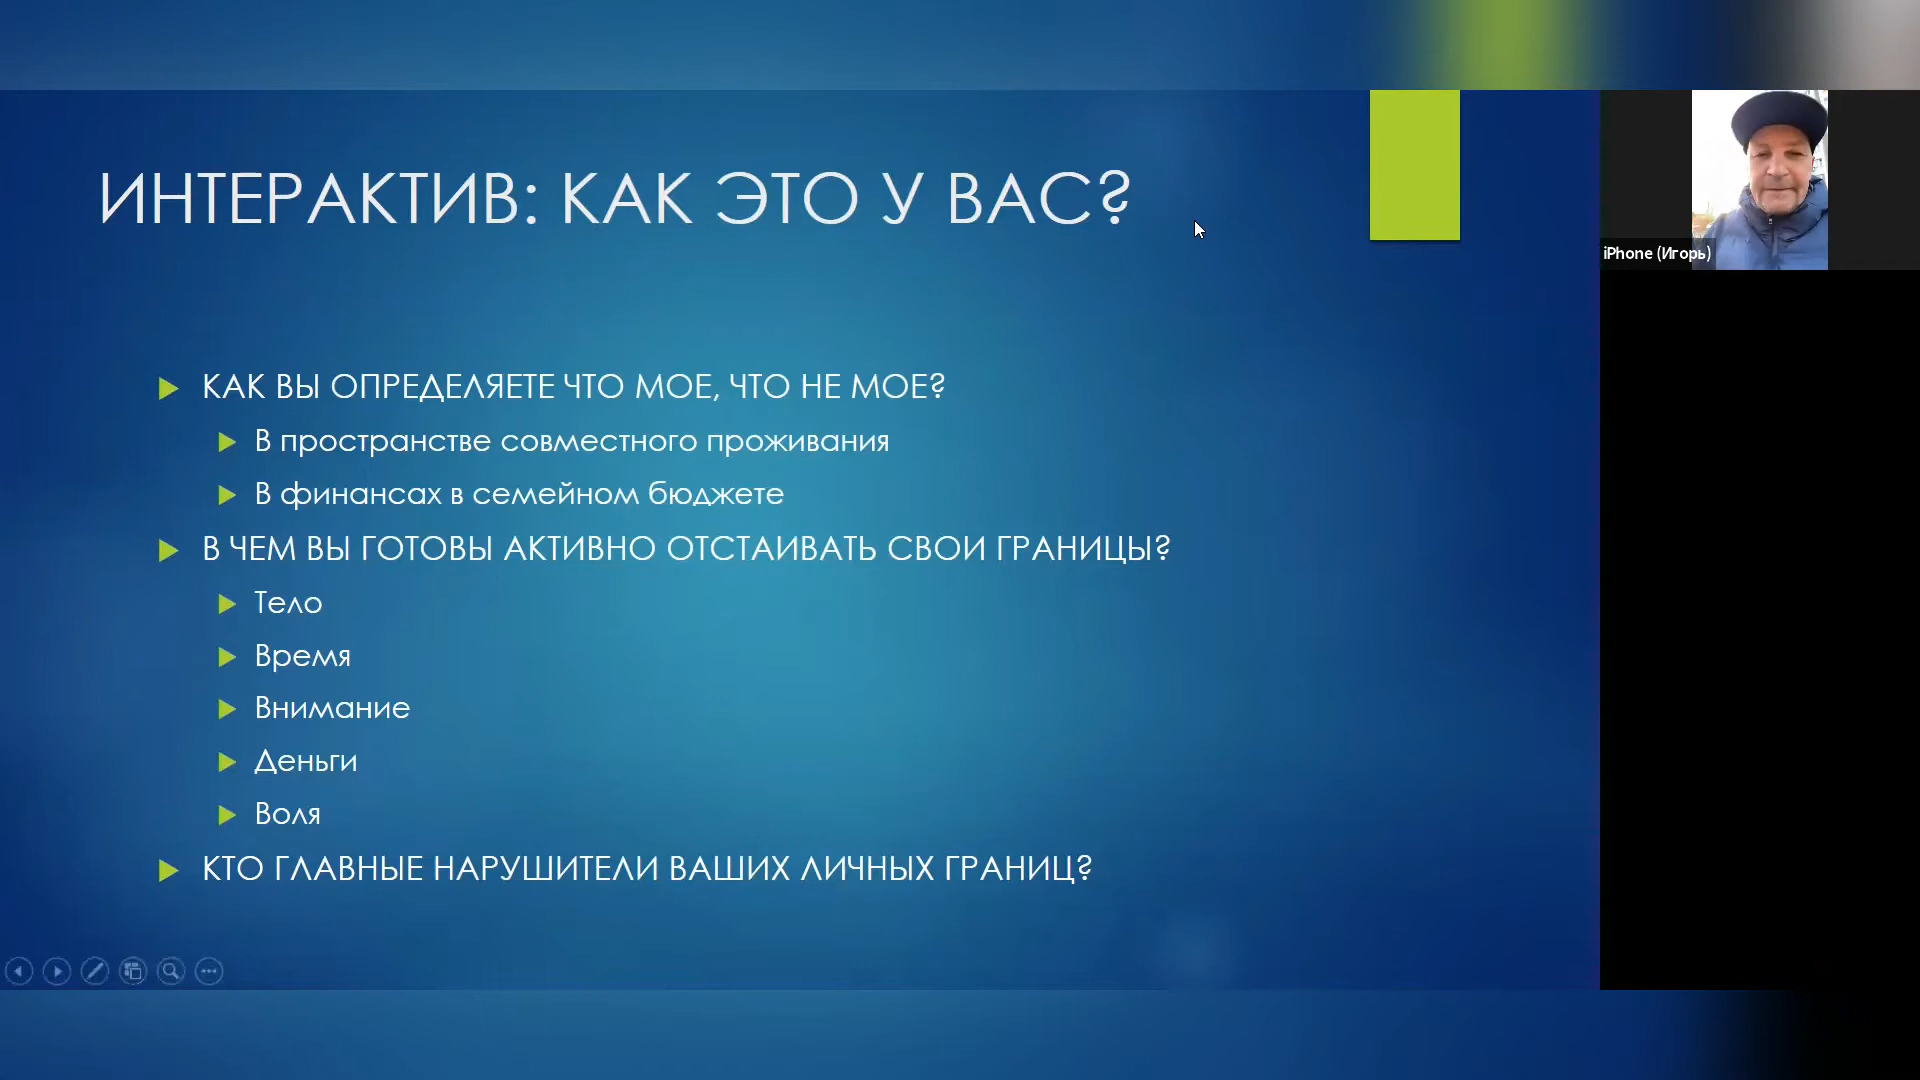 ИНТЕРАКТИВ: КАК ЭТО У ВАС?
КАК ВЫ ОПРЕДЕЛЯЕТЕ ЧТО МОЕ, ЧТО НЕ МОЕ?
В пространстве совместного проживания
В финансах в семейном бюджете
В ЧЕМ ВЫ ГОТОВЫ АКТИВНО ОТСТАИВАТЬ СВОИ ГРАНИЦЫ?
Тело
Время
Внимание
Деньги
Воля
КТО ГЛАВНЫЕ НАРУШИТЕЛИ ВАШИХ ЛИЧНЫХ ГРАНИЦ?
iPhone (Игорь)